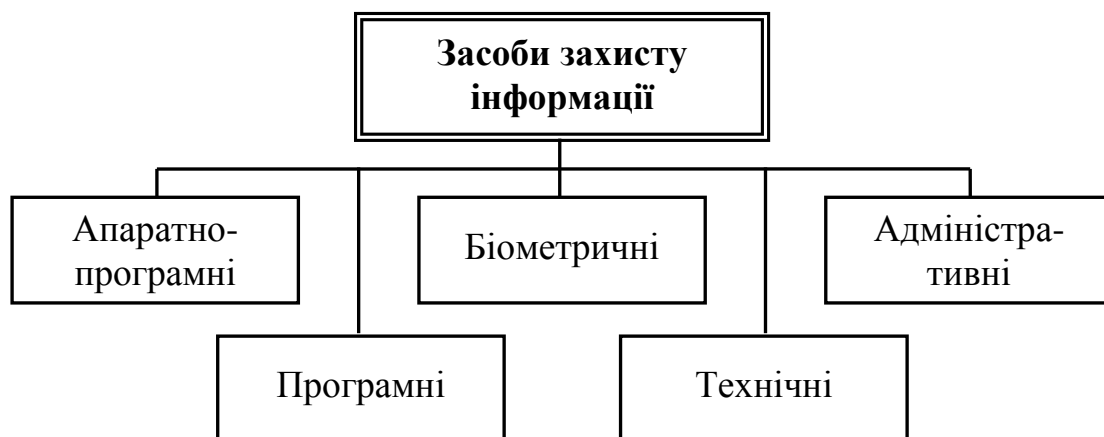 Засоби захисту
інформації
Апаратно-
програмні
Біометричні
Адміністра-
тивні
Програмні
Технічні